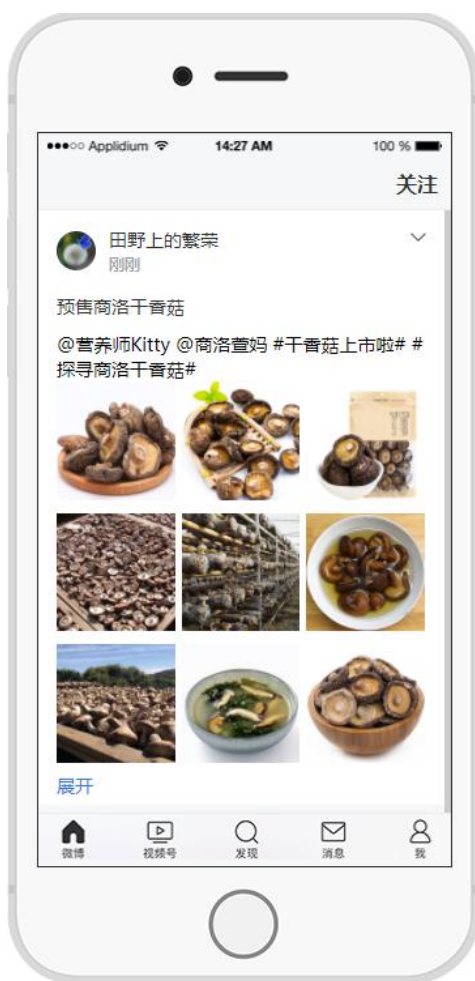 ●●●○○ Applidium 14:27 AM 100 %
关注
田野上的繁荣
刚刚
预售商洛干香菇
@营养师Kitty @商洛萱妈 #干香菇上市啦# #
探寻商洛干香菇#
展开
微博 视频号 发现 消息 我